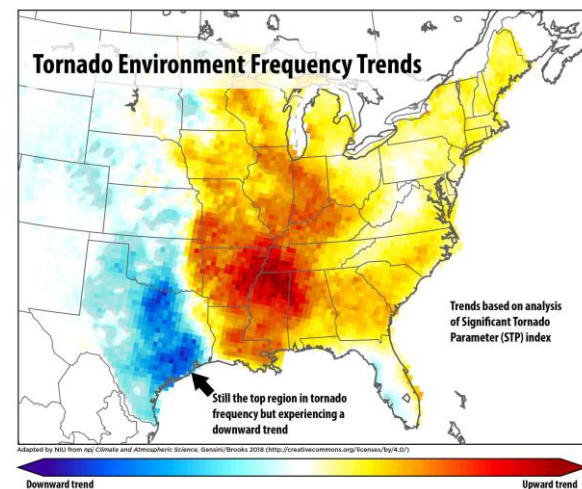 Tornado Environment Frequency Trends
Trends based on analysis
of Significant Tornado
Parameter (STP) index
Still the top region in tornado
frequency but experiencing a
downward trend
Adapted by NIU from npj Climate and Atmospheric Science, Gensini/Brooks 2018 (http://creativecommons.org/licenses/by/4.0/)
Downward trend
Upward trend